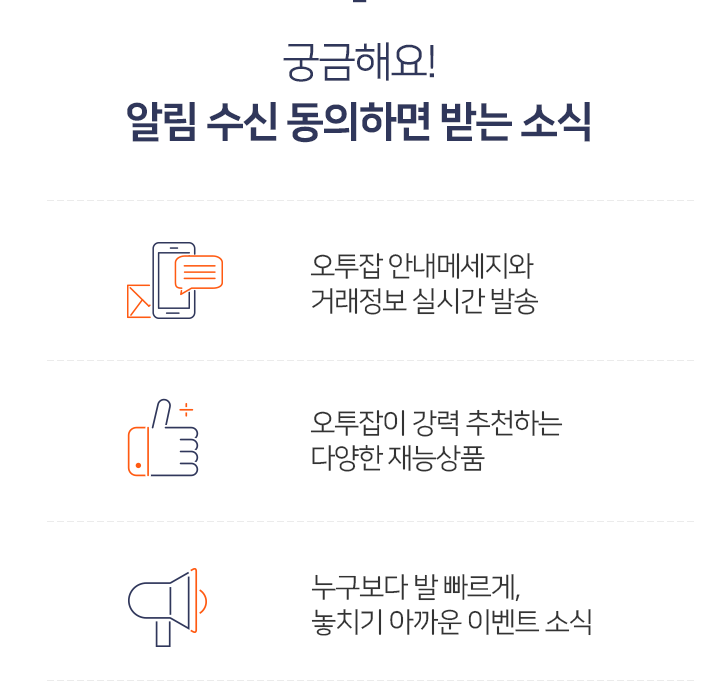 궁금해요!
알림 수신 동의하면 받는 소식
오투잡 안내메세지와
거래정보 실시간 발송
오투잡이 강력 추천하는
다양한 재능상품
누구보다 발 빠르게,
놓치기 아까운 이벤트 소식